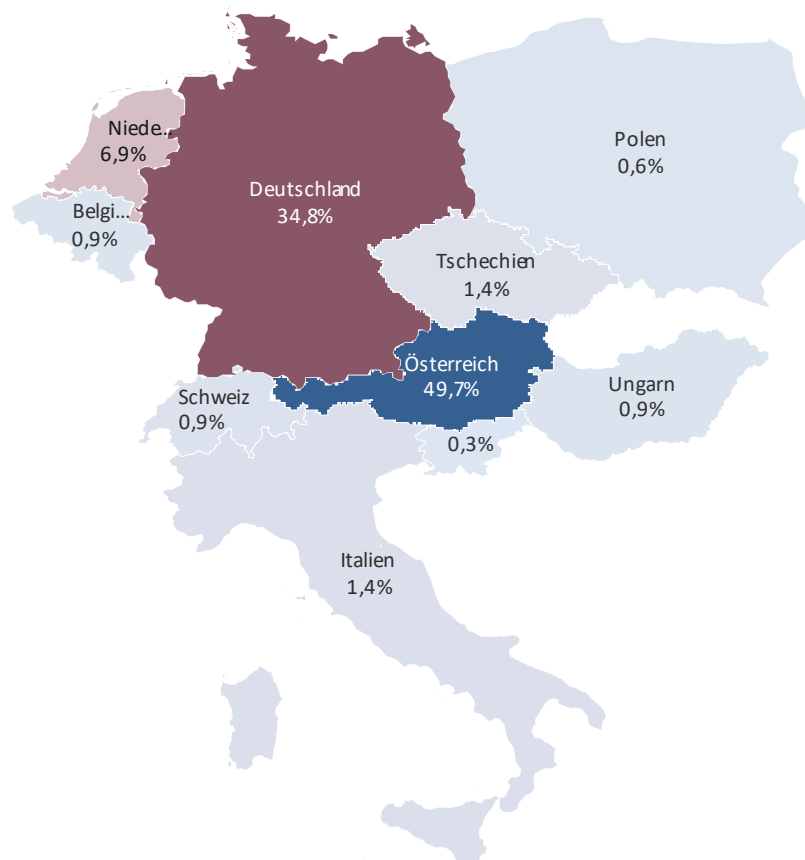 Niede...
6,9%
Polen
0,6%
Deutschland
34,8%
Belgi...
0,9%
Tschechien
1,4%
Österreich
49,7%
Schweiz
0,9%
Ungarn
0,9%
0,3%
Italien
1,4%